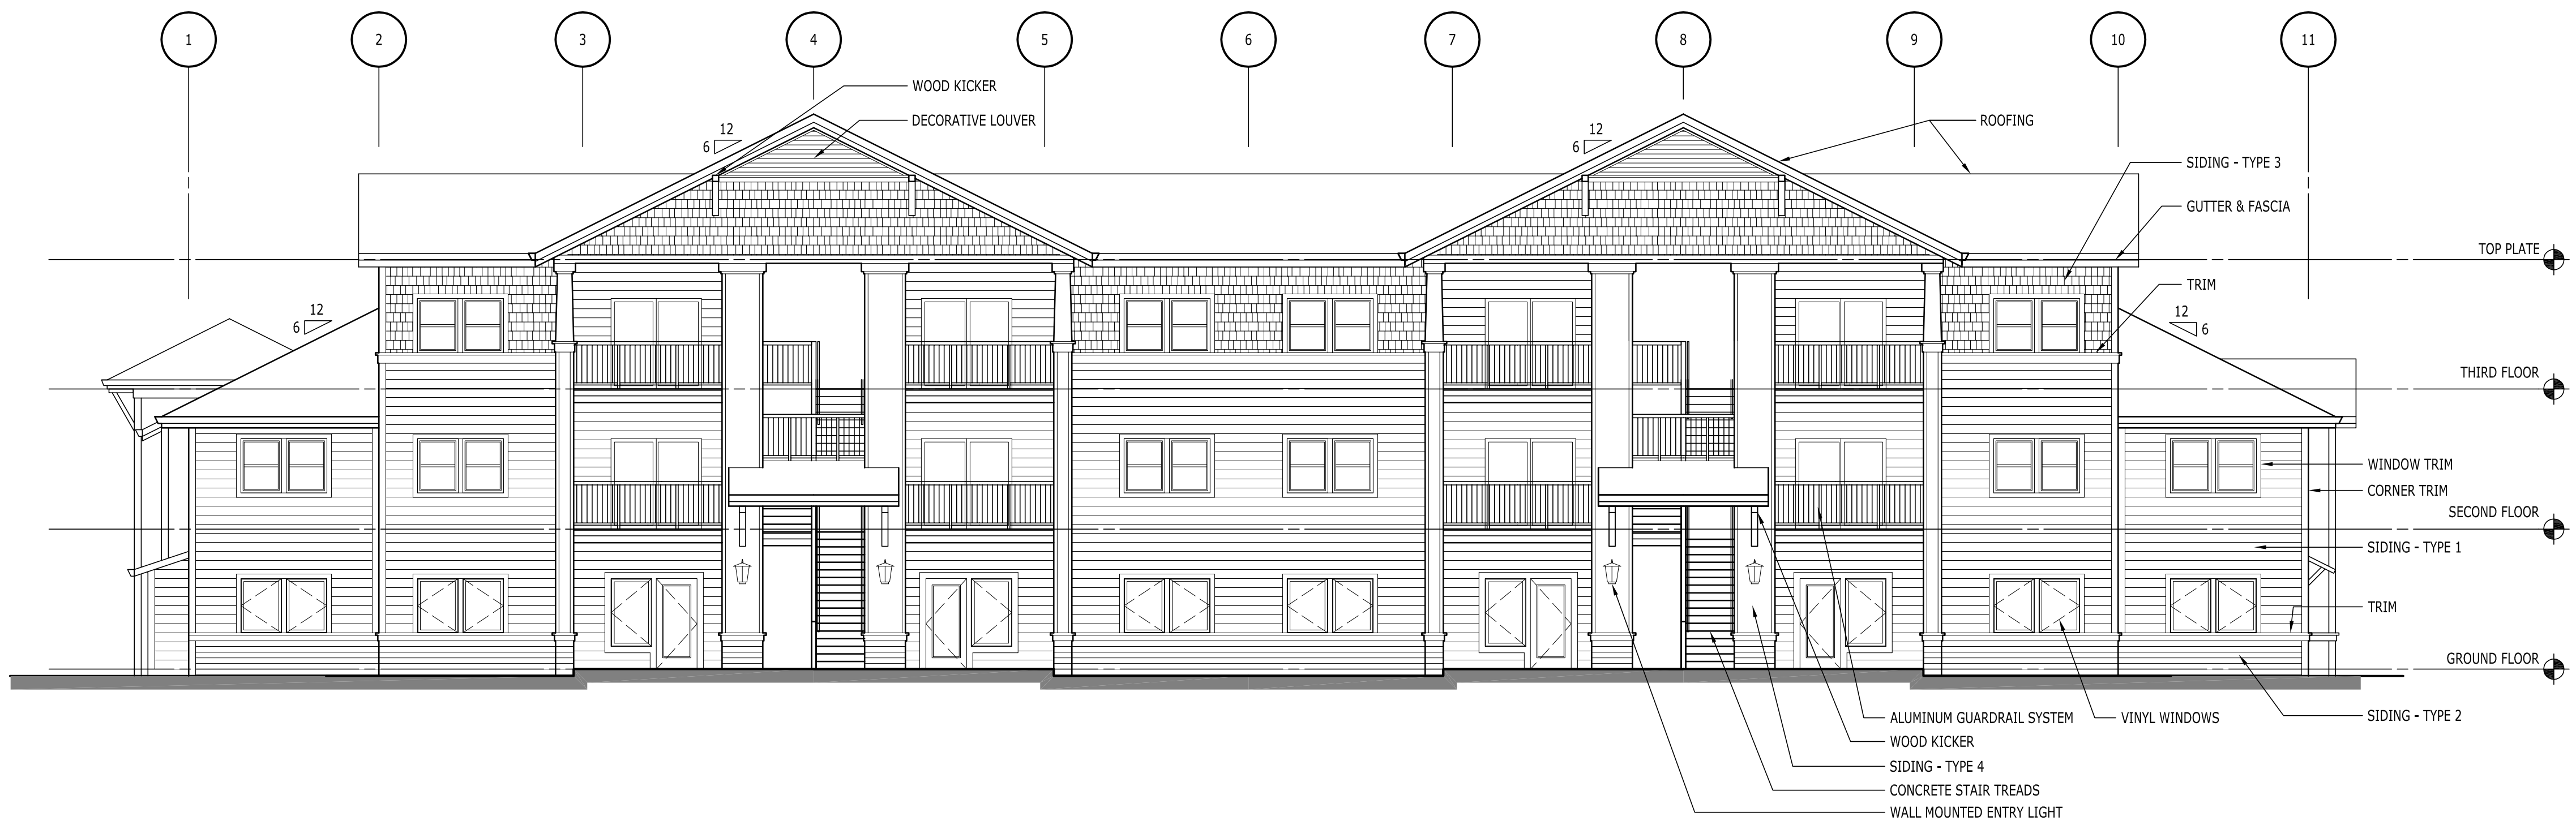 1 2 3 4 5 6 7 8 9 10 11
WOOD KICKER
DECORATIVE LOUVER
ROOFING
12
6
12
6
SIDING - TYPE 3
GUTTER & FASCIA
TOP PLATE
TRIM
12
6
12
6
THIRD FLOOR
WINDOW TRIM
CORNER TRIM
SECOND FLOOR
SIDING - TYPE 1
TRIM
GROUND FLOOR
ALUMINUM GUARDRAIL SYSTEM
VINYL WINDOWS
SIDING - TYPE 2
WOOD KICKER
SIDING - TYPE 4
CONCRETE STAIR TREADS
WALL MOUNTED ENTRY LIGHT